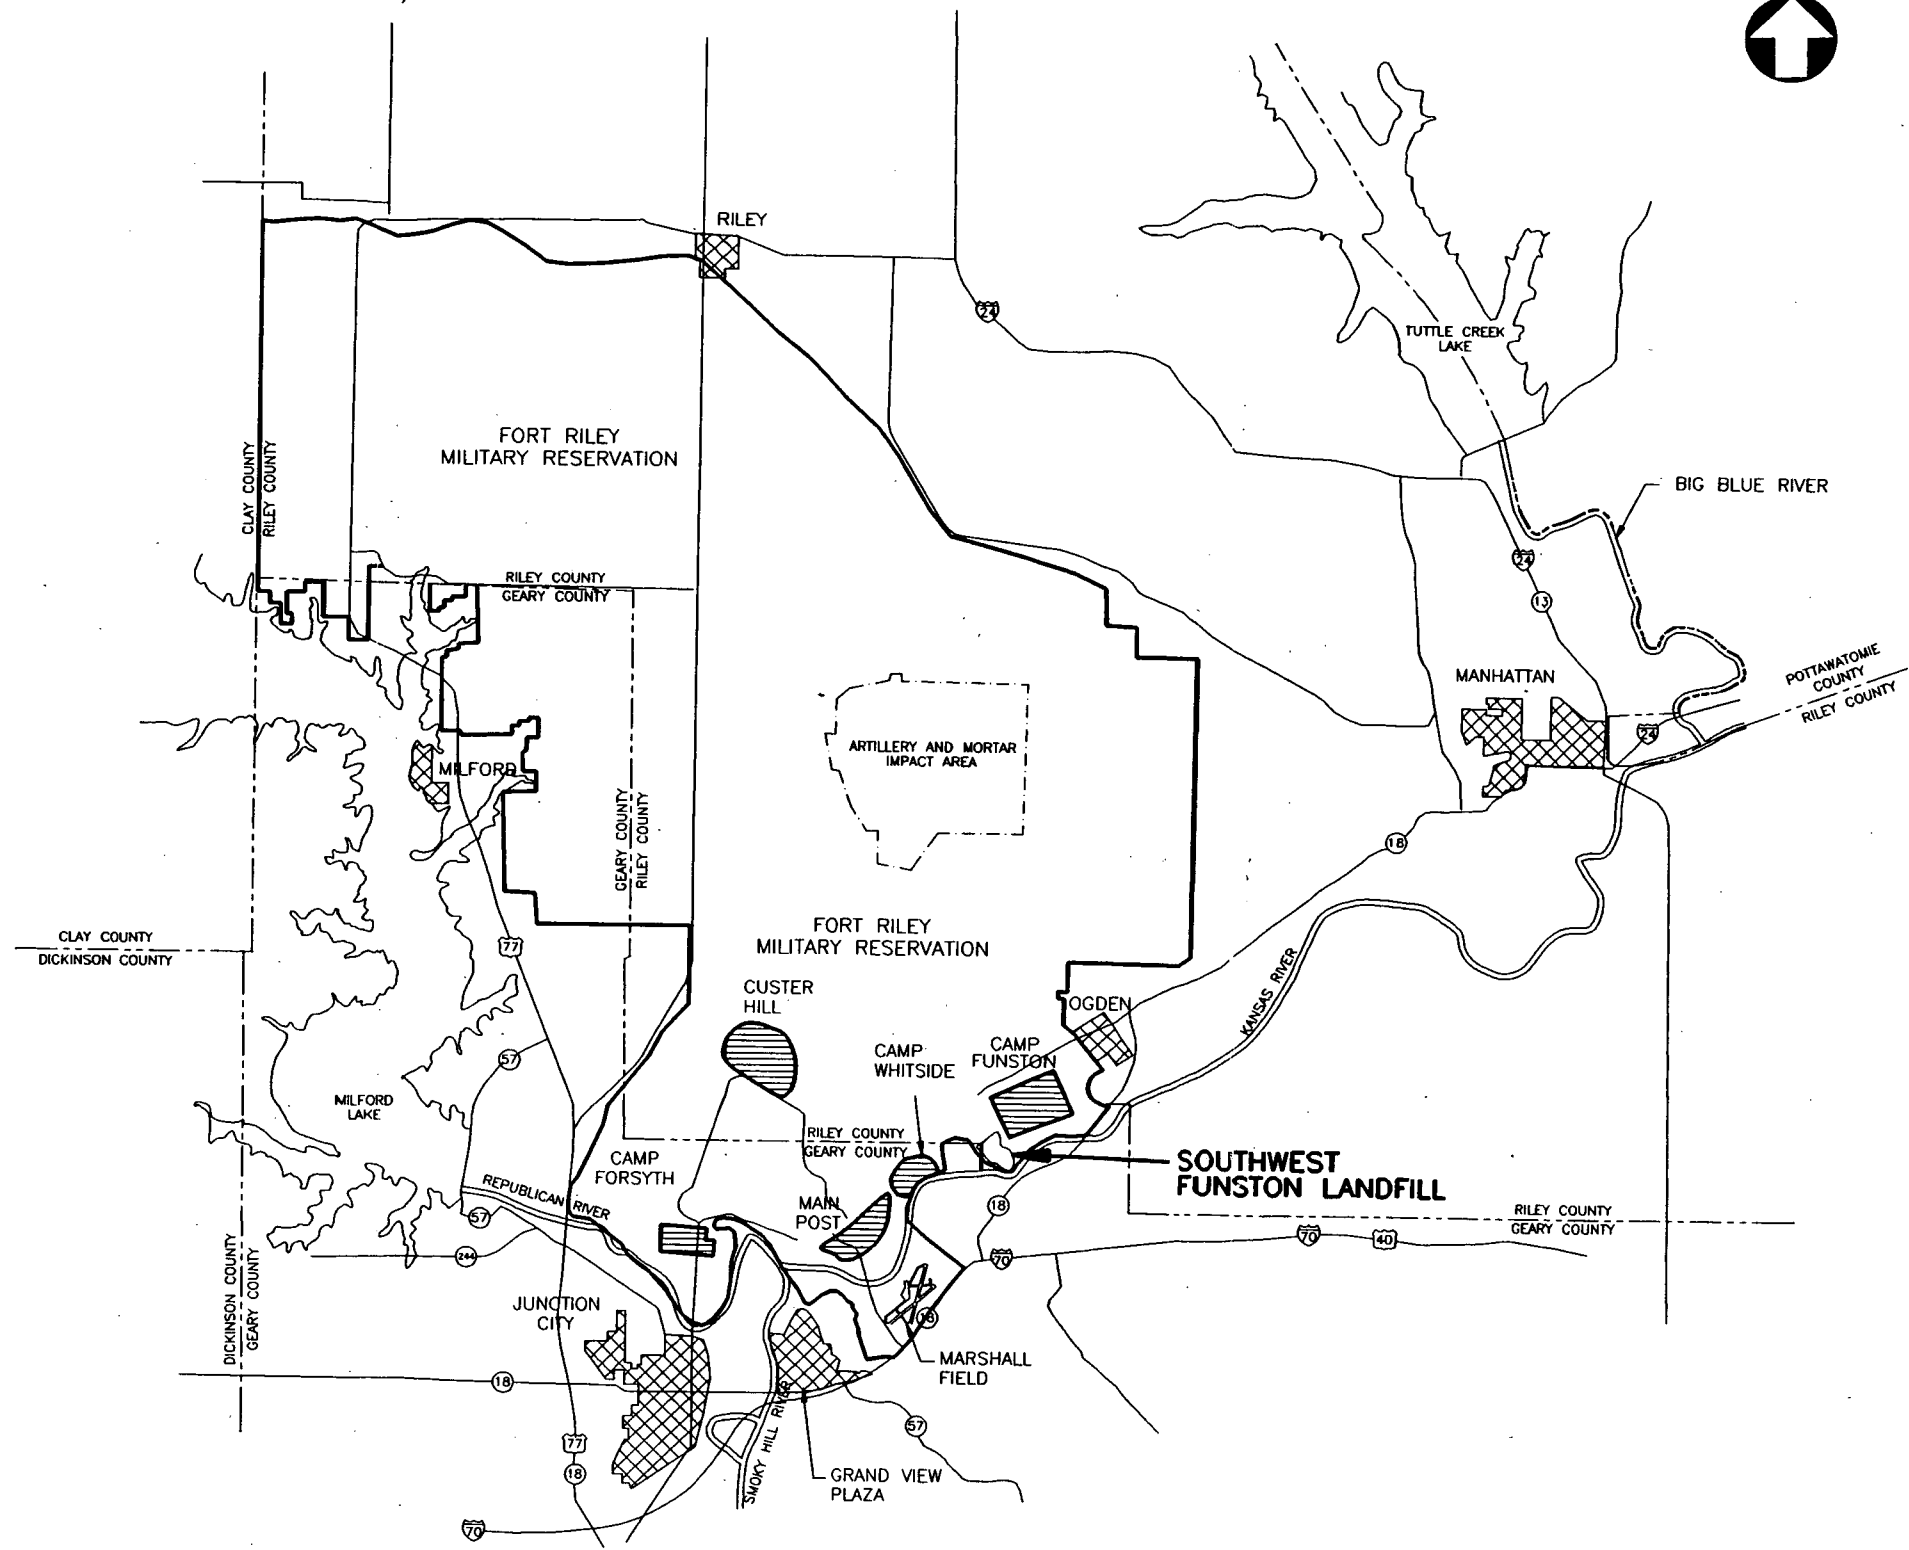 RILEY
24
TUTTLE CREEK
LAKE
FORT RILEY
MILITARY RESERVATION
CLAY COUNTY
RILEY COUNTY
BIG BLUE RIVER
24
13
RILEY COUNTY
GEARY COUNTY
MANHATTAN
POTTAWATOMIE
COUNTY
RILEY COUNTY
24
ARTILLERY AND MORTAR
IMPACT AREA
MILFORD
GEARY COUNTY
RILEY COUNTY
18
FORT RILEY
MILITARY RESERVATION
CLAY COUNTY
DICKINSON COUNTY
77
CUSTER
HILL
KANSAS RIVER
OGDEN
CAMP
FUNSTON
CAMP
WHITSIDE
57
MILFORD
LAKE
RILEY COUNTY
GEARY COUNTY
CAMP
FORSYTH
SOUTHWEST
FUNSTON LANDFILL
REPUBLICAN RIVER
MAIN
POST
57
18
RILEY COUNTY
GEARY COUNTY
244
70
70
40
DICKINSON COUNTY
GEARY COUNTY
JUNCTION
CITY
18
MARSHALL
FIELD
18
57
SMOKY HILL RIVER
77
18
GRAND VIEW
PLAZA
70